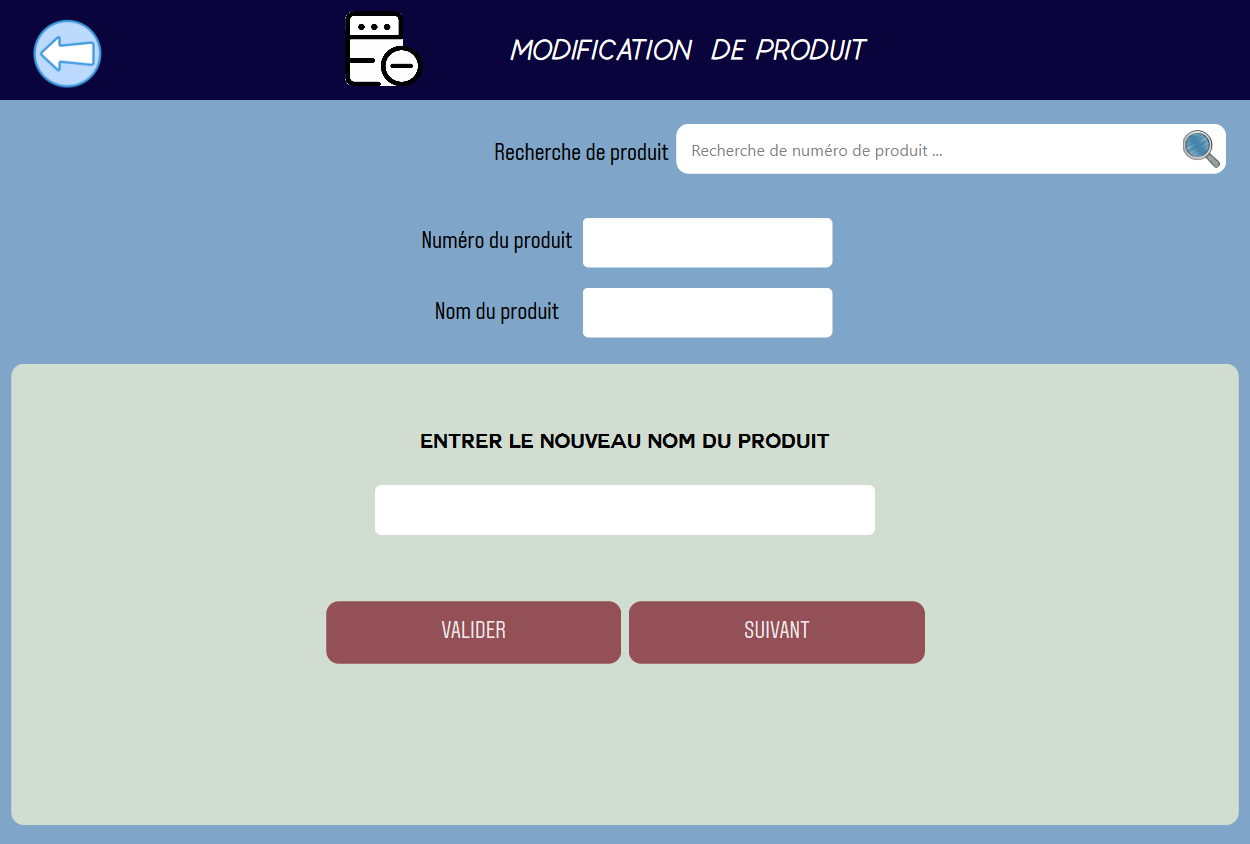 MODIFICATION DE PRODUIT
Recherche de produit Recherche de numéro de produit ...
Numéro du produit
Nom du produit
ENTRER LE NOUVEAU NOM DU PRODUIT
VALIDER SUIVANT